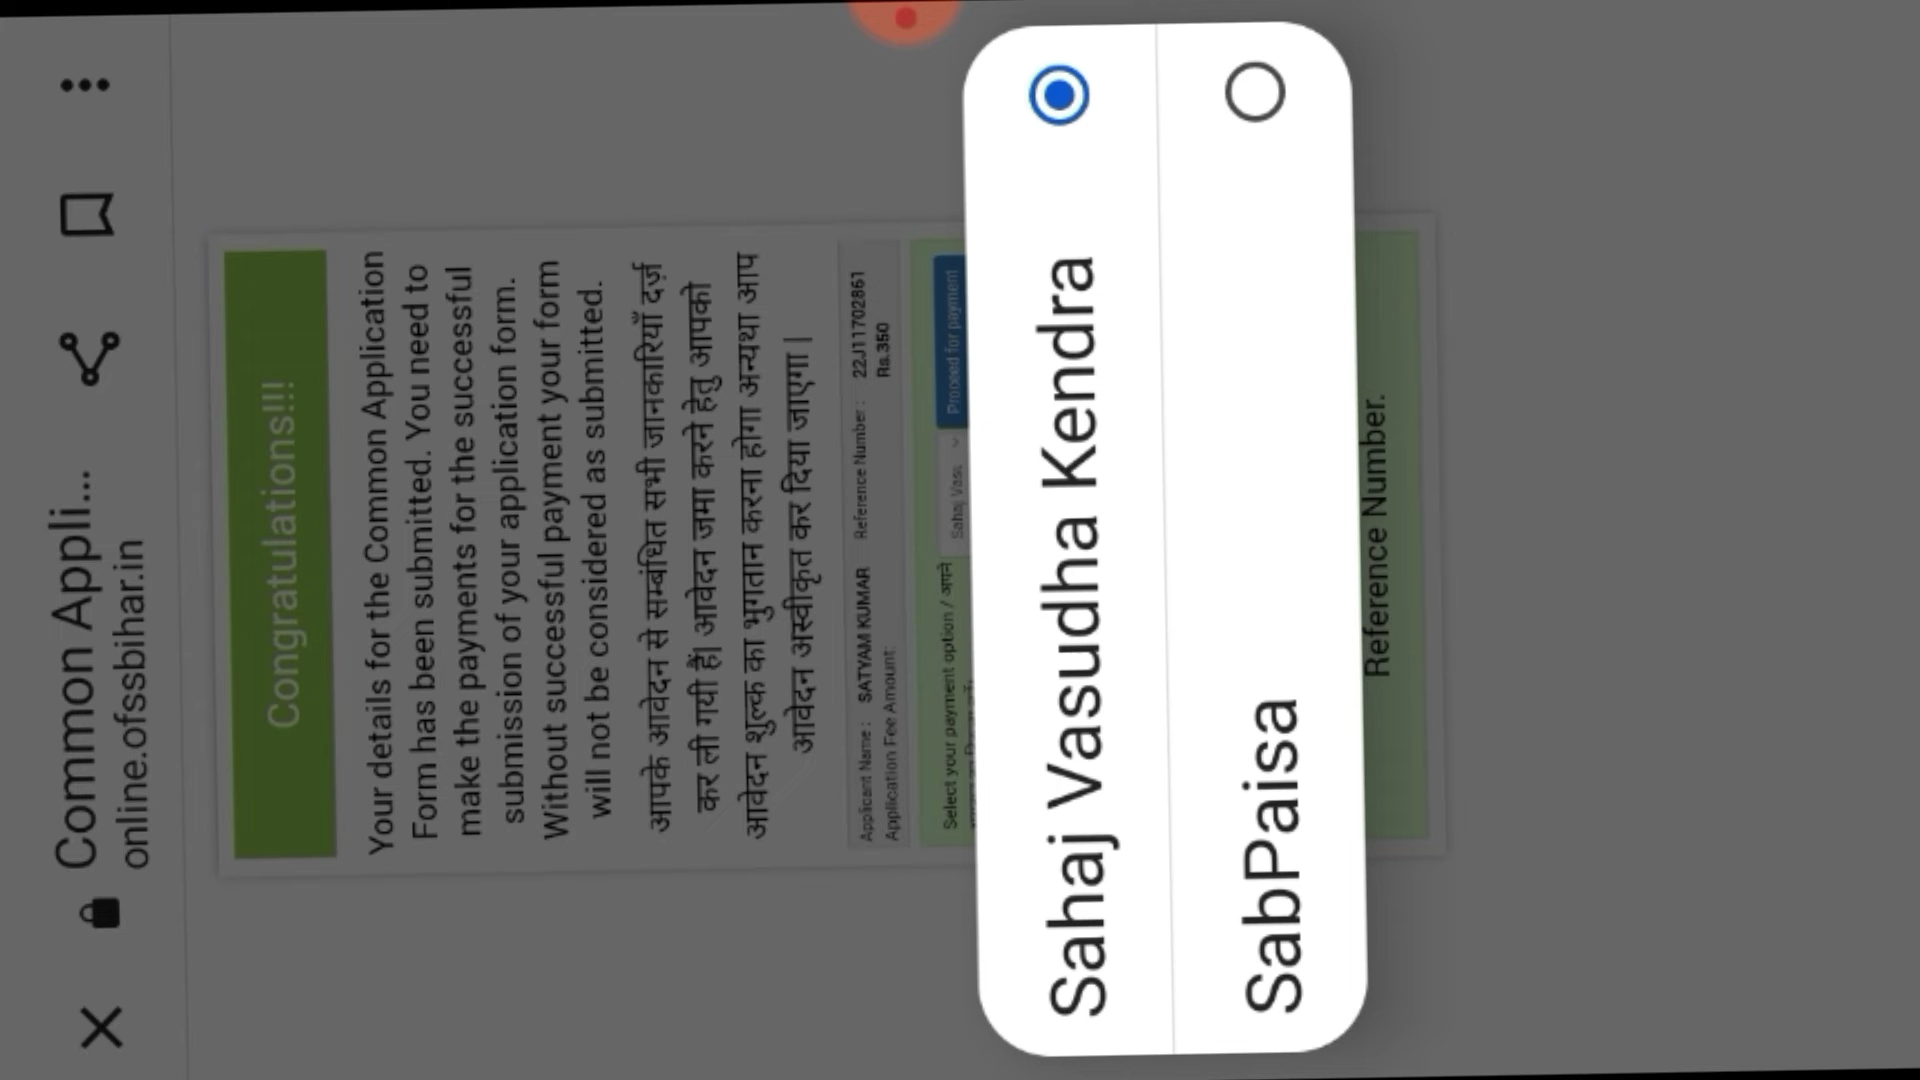 Common Appli...
online.ofssbihar.in
Congratulations!!!
Your details for the Common Application
Form has been submitted. You need to
make the payments for the successful
submission of your application form.
Without successful payment your form
will not be considered as submitted.
आपके आवेदन से सम्बंधित सभी जानकारियाँ दर्ज़
कर ली गयी हैं| आवेदन जमा करने हेतु आपको
आवेदन शुल्क का भुगतान करना होगा अन्यथा आप
आवेदन अस्वीकृत कर दिया जाएगा |
Applicant Name : SATYAM KUMAR Reference Number : 22J11702861
Application Fee Amount: Rs.350
Select your payment option / अपने Sahaj Vasu Proceed for payment
Sahaj Vasudha Kendra
SabPaisa
Reference Number.